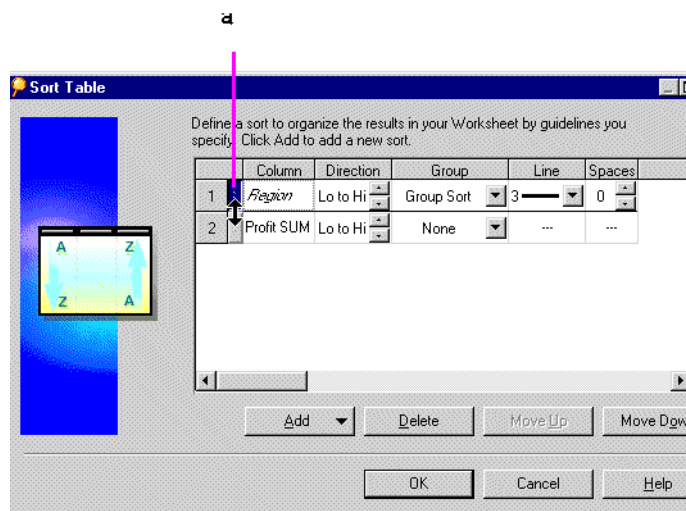 a
Sort Table
Define a sort to organize the results in your Worksheet by guidelines you
specify. Click Add to add a new sort.
Column Direction Group Line Spaces
1 Region Lo to Hi Group Sort 3 0
2 Profit SUM Lo to Hi None --- ---
A Z
Z A
Add Delete Move Up Move Dow
OK Cancel Help